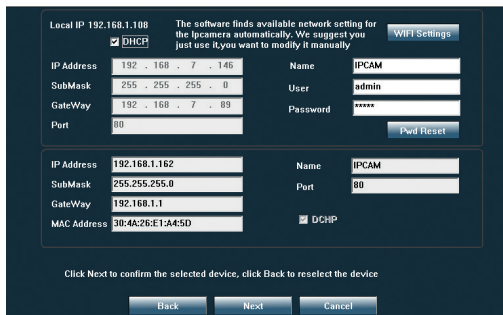 Local IP 192.168.1.108
DHCP
The software finds available network setting for
the Ipcamera automatically. We suggest you
just use it,you want to modify it manually
WIFI Settings
IP Address 192 . 168 . 7 . 146
SubMask 255 . 255 . 255 . 0
GateWay 192 . 168 . 7 . 89
Port 80
Name IPCAM
User admin
Password *****
Pwd Reset
IP Address 192.168.1.162
SubMask 255.255.255.0
GateWay 192.168.1.1
MAC Address 30:4A:26:E1:A4:5D
Name IPCAM
Port 80
DCHP
Click Next to confirm the selected device, click Back to reselect the device
Back Next Cancel